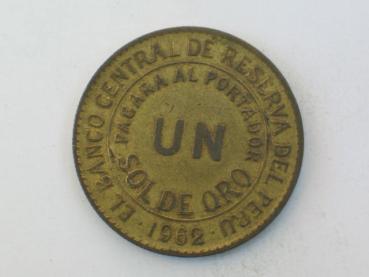 EL BANCO CENTRAL DE RESERVA DEL PERU
PAGARA AL PORTADOR
UN
SOL DE ORO
1962